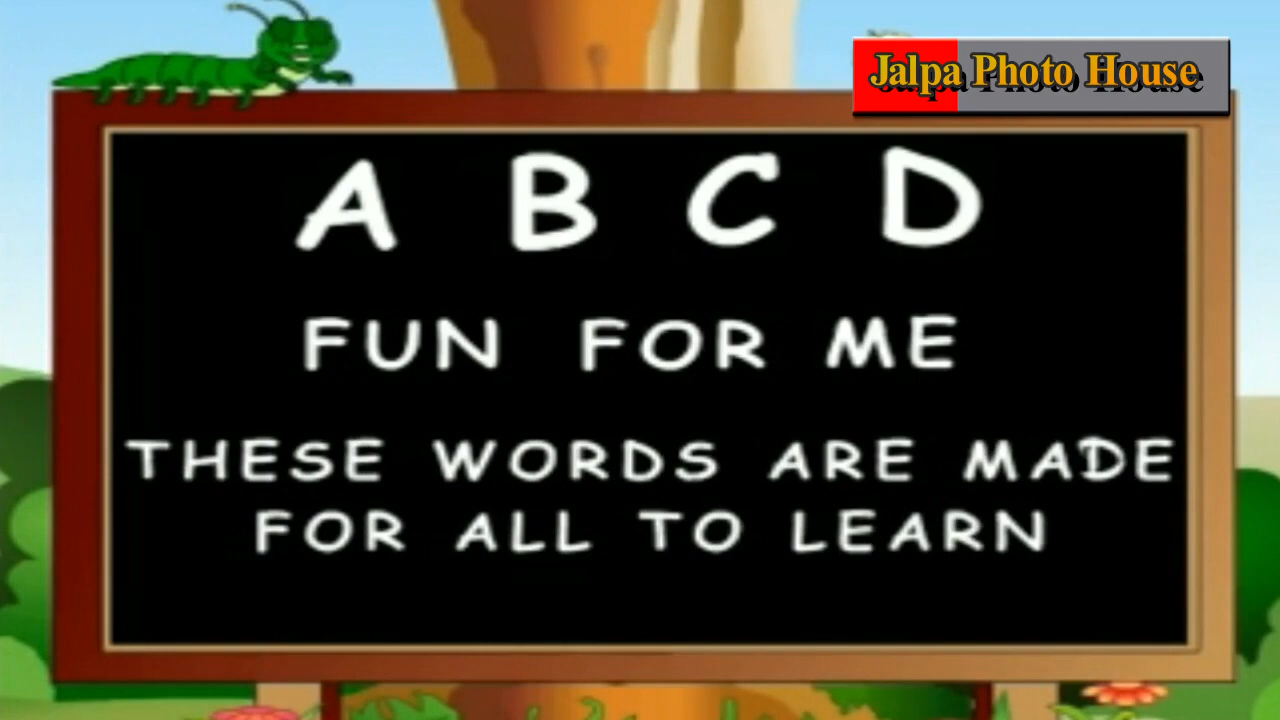 Jalpa Photo House
A B C D
FUN FOR ME
THESE WORDS ARE MADE
FOR ALL TO LEARN